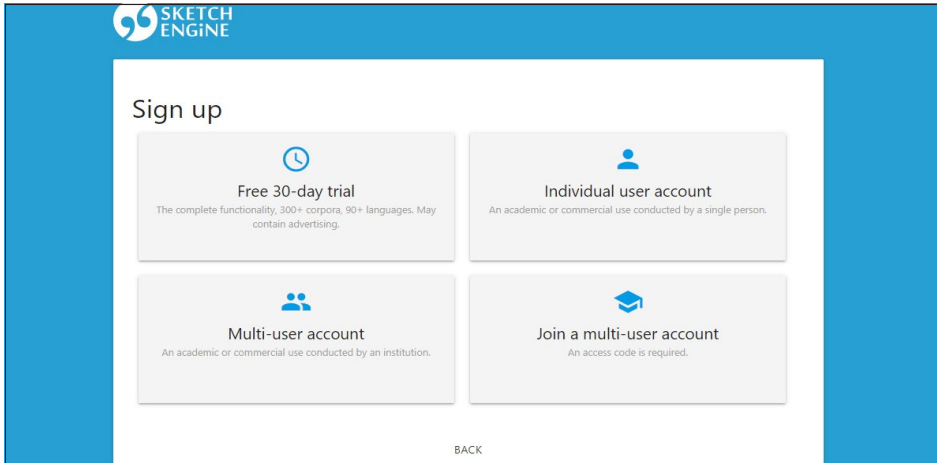 SKETCH
ENGiNE
Sign up
Free 30-day trial
The complete functionality, 300+ corpora, 90+ languages. May
contain advertising.
Individual user account
An academic or commercial use conducted by a single person.
Multi-user account
An academic or commercial use conducted by an institution.
Join a multi-user account
An access code is required.
BACK